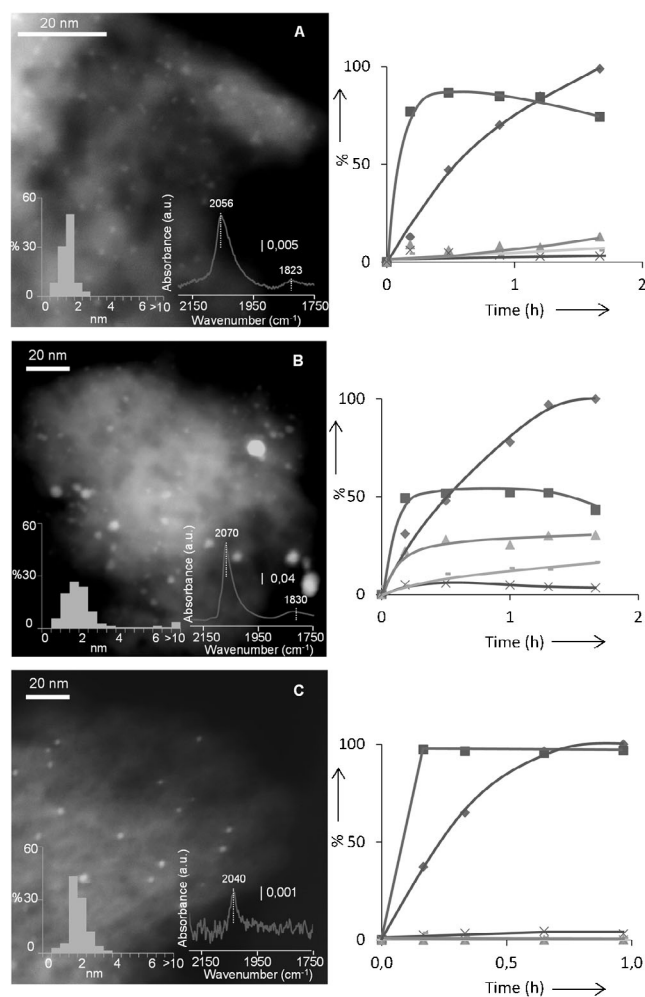 20 nm
A
60
% 30
0
0 2 4 6 >10
nm
Absorbance (a.u.)
2056
0,005
1823
2150 1950 1750
Wavenumber (cm-1)
100
50
0
%
0 1 2
Time (h)
20 nm
B
60
%30
0
0 2 4 6 >10
nm
Absorbance (a.u.)
2070
0,04
1830
2150 1950 1750
Wavenumber (cm-1)
100
50
0
%
0 1 2
Time (h)
20 nm
C
60
%30
0
0 2 4 6 >10
nm
Absorbance (a.u.)
2040
0,001
2150 1950 1750
Wavenumber (cm-1)
100
50
0
%
0,0 0,5 1,0
Time (h)